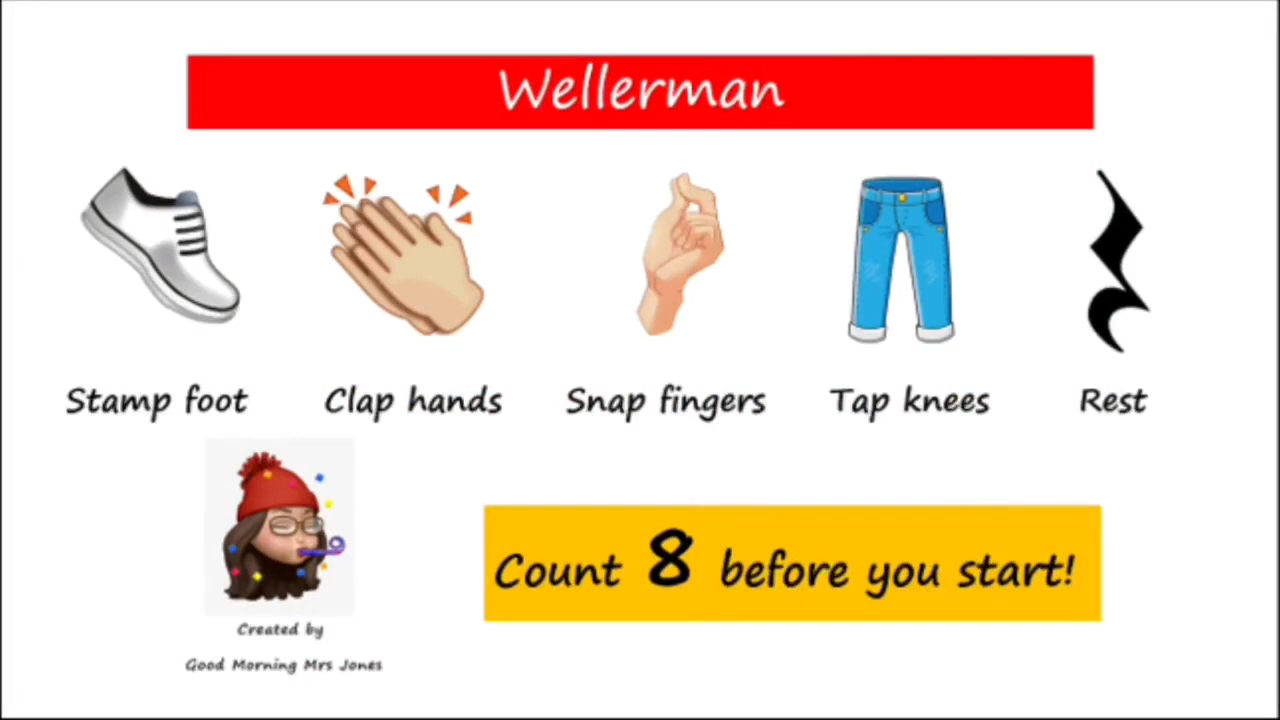 Wellerman
Stamp foot
Clap hands
Snap fingers
Tap knees
Rest
Count 8 before you start!
Created by
Good Morning Mrs Jones